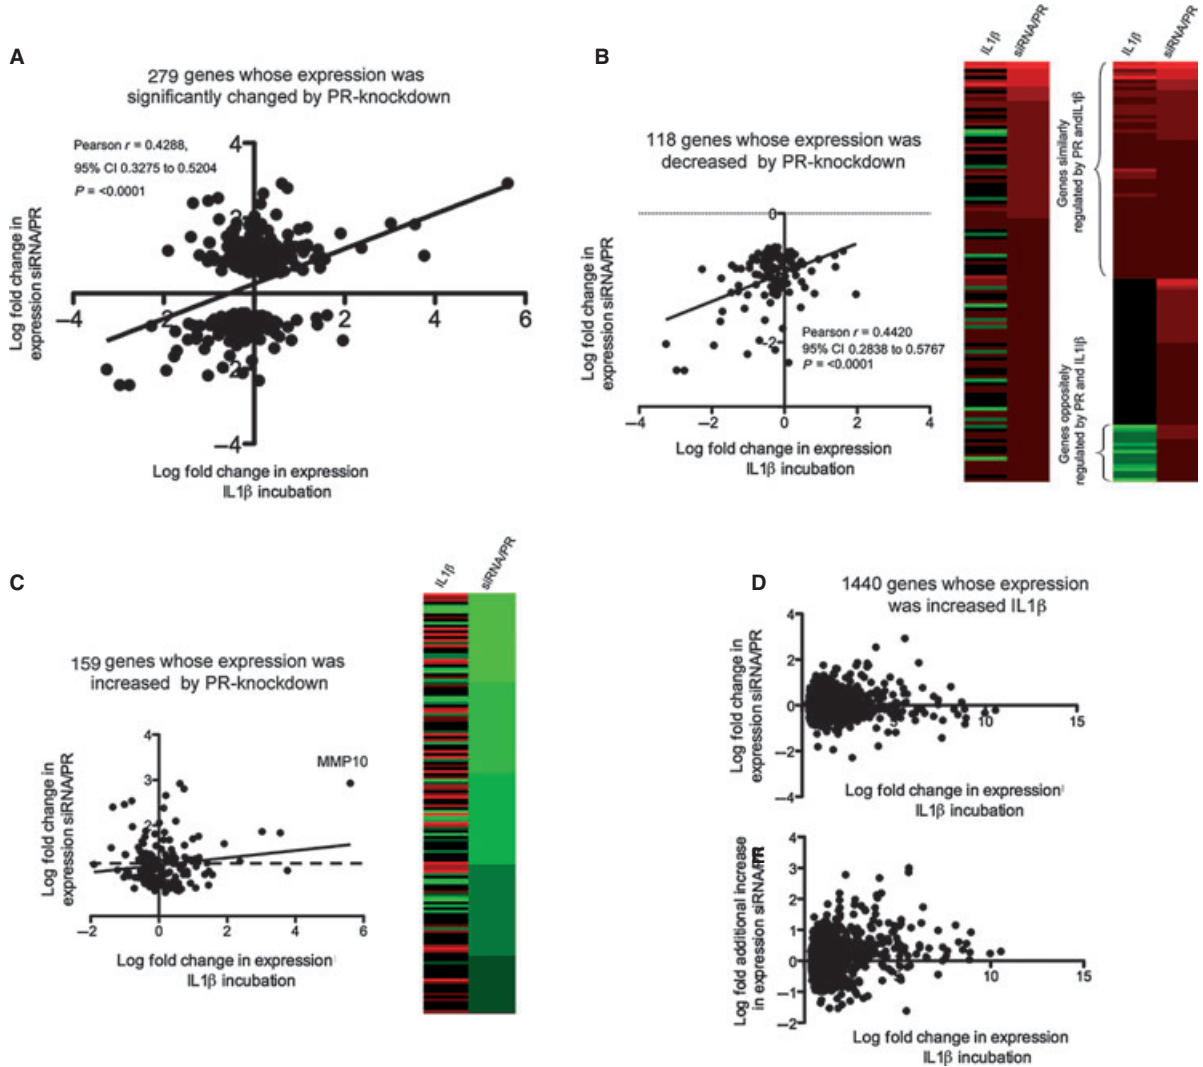 A
279 genes whose expression was
significantly changed by PR-knockdown
Pearson r = 0.4288,
95% CI 0.3275 to 0.5204
P = <0.0001
Log fold change in
expression siRNA/PR
4
2
−4
−2
2
4
6
−2
−4
Log fold change in expression
IL1β incubation
B
118 genes whose expression was
decreased by PR-knockdown
Log fold change in
expression siRNA/PR
0
−2
Pearson r = 0.4420
95% CI 0.2838 to 0.5767
P = <0.0001
−4
−2
0
2
4
Log fold change in expression
IL1β incubation
IL1β
siRNA/PR
Genes similarly
regulated by PR andIL1β
Genes oppositely
regulated by PR and IL1lβ
IL1β
siRNA/PR
C
159 genes whose expression was
increased by PR-knockdown
MMP10
Log fold change in
expression siRNA/PR
4
3
2
1
−2
0
2
4
6
Log fold change in expression
IL1β incubation
IL1β
siRNA/PR
D
1440 genes whose expression
was increased IL1β
Log fold change in
expression siRNA/PR
4
2
0
−2
−4
5
10
15
Log fold change in expression
IL1β incubation
Log fold additional increase
in expression siRNA/PR
4
3
2
1
0
−1
−2
5
10
15
Log fold change in expression
IL1β incubation